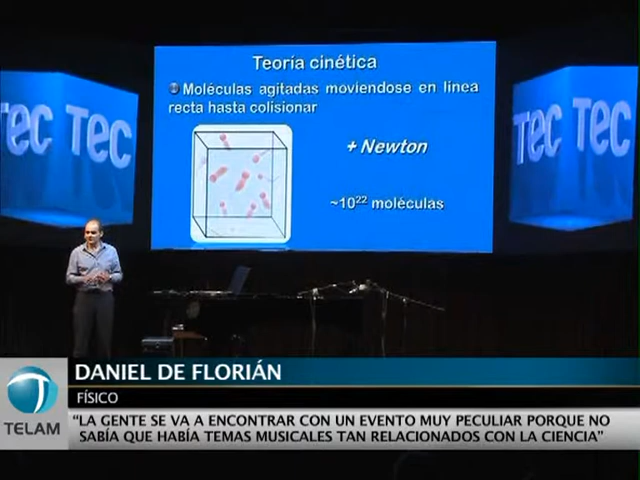 Teoría cinética
Moléculas agitadas moviendose en línea
recta hasta colisionar
+ Newton
~10²² moléculas
Tec Tec
Tec Tec
DANIEL DE FLORIÁN
FÍSICO
TELAM
"LA GENTE SE VA A ENCONTRAR CON UN EVENTO MUY PECULIAR PORQUE NO
SABÍA QUE HABÍA TEMAS MUSICALES TAN RELACIONADOS CON LA CIENCIA"